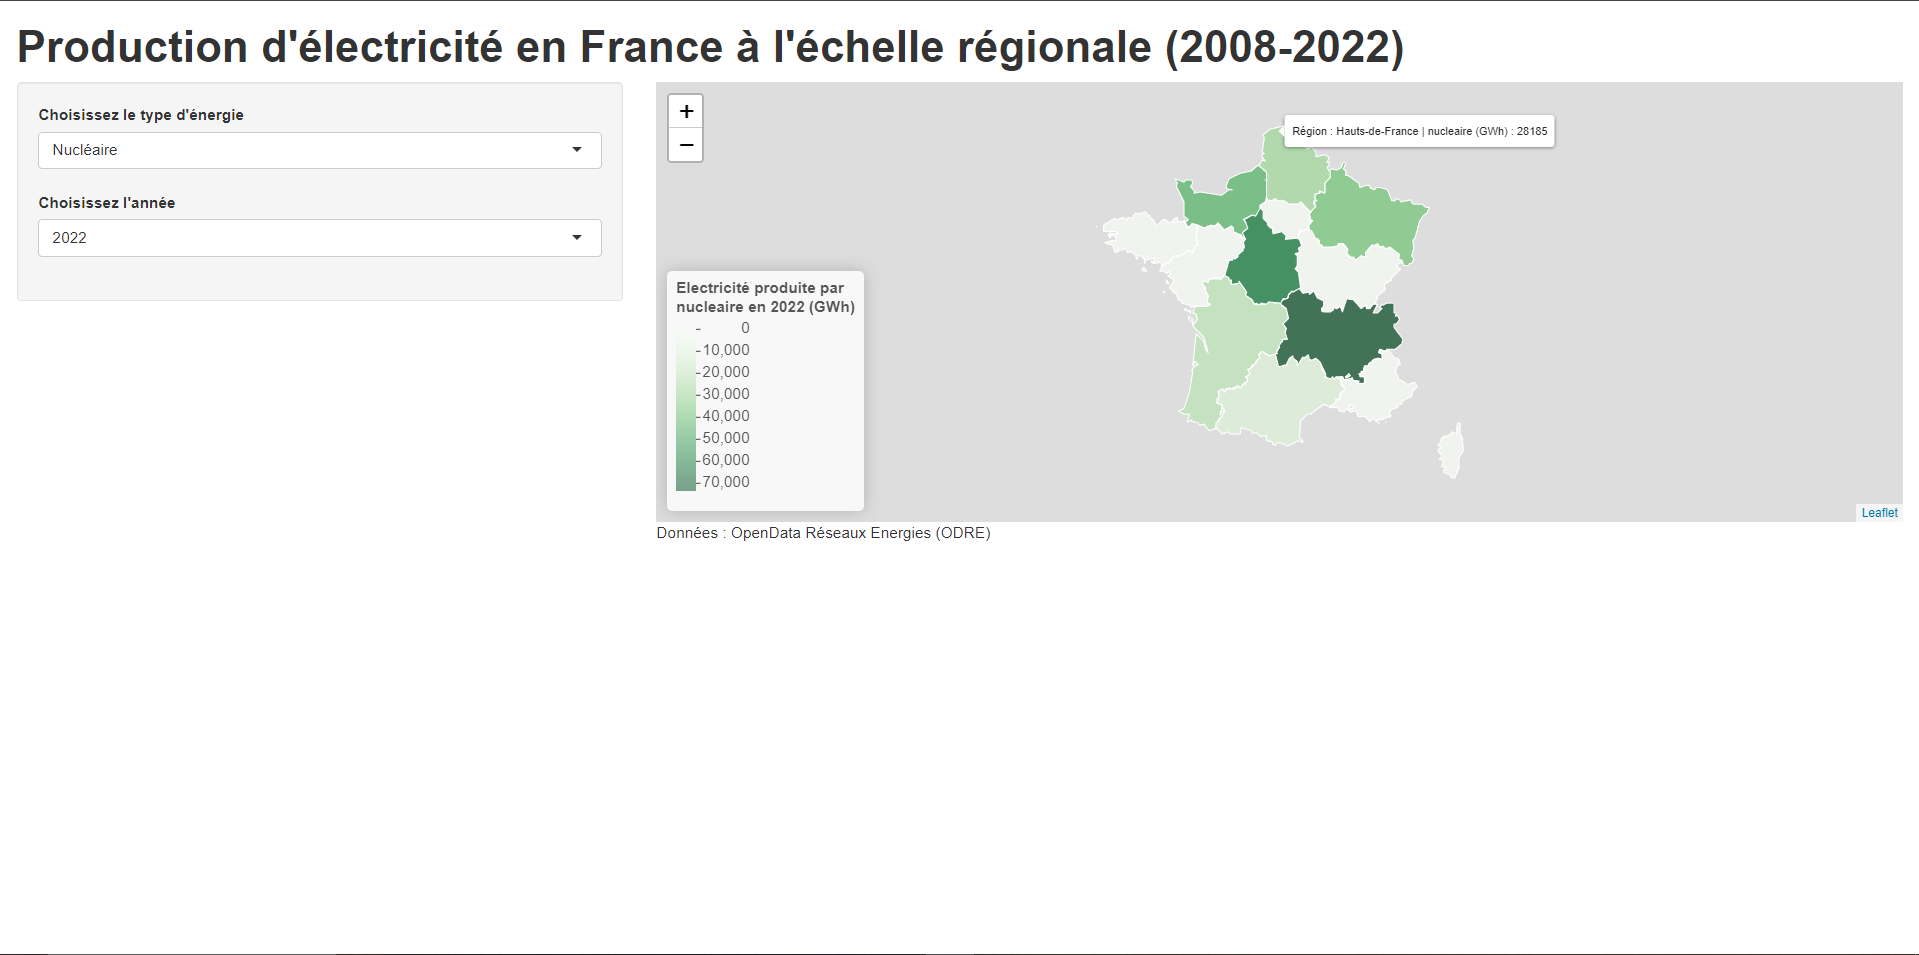 Production d'électricité en France à l'échelle régionale (2008-2022)
Choisissez le type d'énergie
Nucléaire
Choisissez l'année
2022
+
−
Région : Hauts-de-France | nucleaire (GWh) : 28185
Electricité produite par
nucleaire en 2022 (GWh)
0
10,000
20,000
30,000
40,000
50,000
60,000
70,000
Leaflet
Données : OpenData Réseaux Energies (ODRE)